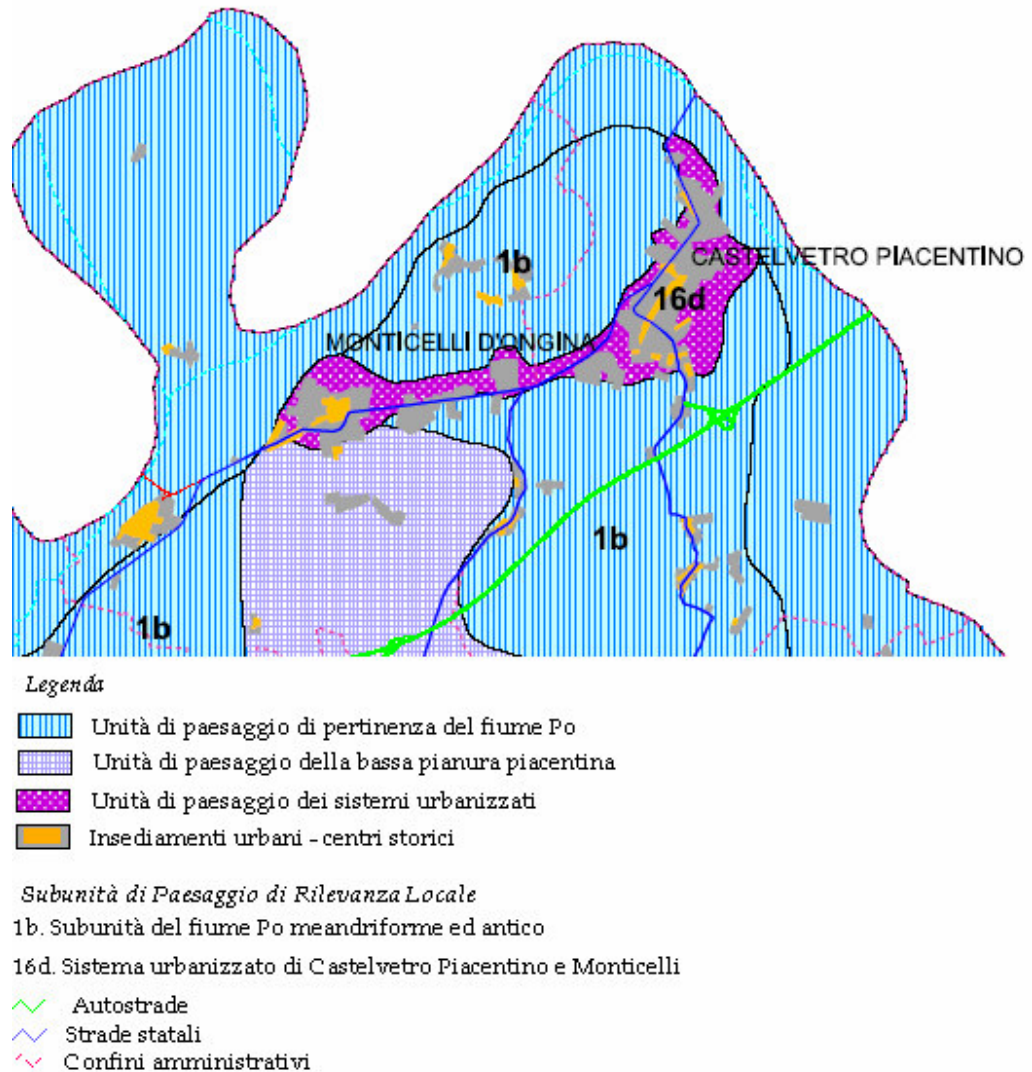 1b
CASTELVETRO PIACENTINO
16d
MONTICELLI D'ONGINA
1b
1b
Legenda
Unità di paesaggio di pertinenza del fiume Po
Unità di paesaggio della bassa pianura piacentina
Unità di paesaggio dei sistemi urbanizzati
Insediamenti urbani - centri storici
Subunità di Paesaggio di Rilevanza Locale
1b. Subunità del fiume Po meandriforme ed antico
16d. Sistema urbanizzato di Castelvetro Piacentino e Monticelli
Autostrade
Strade statali
Confini amministrativi